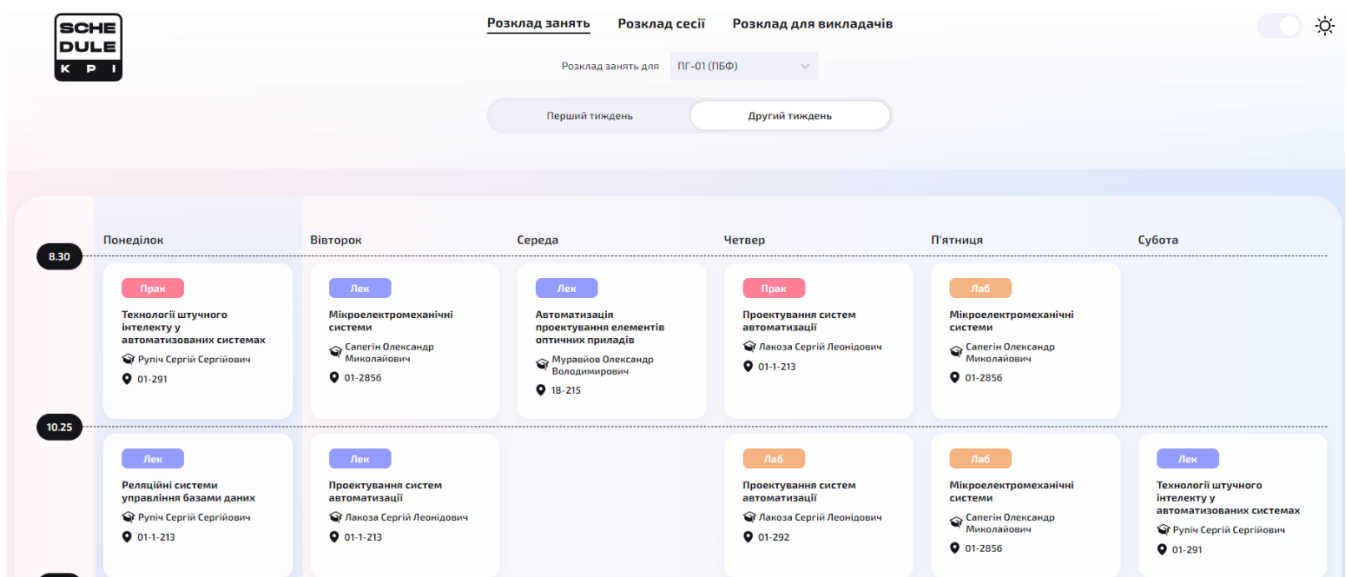 SCHE
DULE
KPI
Розклад занять Розклад сесії Розклад для викладачів
Розклад занять для ПГ-01 (ПБФ)
Перший тиждень Другий тиждень
Понеділок Вівторок Середа Четвер П'ятниця Субота
8.30
Прак
Технології штучного
інтелекту у
автоматизованих системах
Рупіч Сергій Сергійович
01-291
Лек
Мікроелектромеханічні
системи
Сапегін Олександр
Миколайович
01-2856
Лек
Автоматизація
проектування елементів
оптичних приладів
Муравйов Олександр
Володимирович
18-215
Прак
Проектування систем
автоматизації
Лакоза Сергій Леонідович
01-1-213
Лаб
Мікроелектромеханічні
системи
Сапегін Олександр
Миколайович
01-2856
10.25
Лек
Реляційні системи
управління базами даних
Рупіч Сергій Сергійович
01-1-213
Лек
Проектування систем
автоматизації
Лакоза Сергій Леонідович
01-1-213
Лаб
Проектування систем
автоматизації
Лакоза Сергій Леонідович
01-292
Лаб
Мікроелектромеханічні
системи
Сапегін Олександр
Миколайович
01-2856
Лек
Технології штучного
інтелекту у
автоматизованих системах
Рупіч Сергій Сергійович
01-291